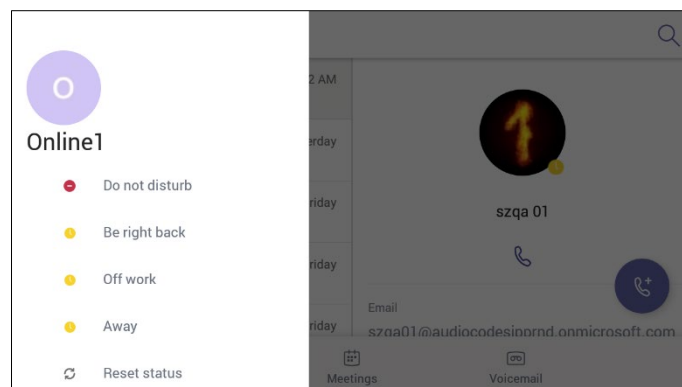 O
Online1
Do not disturb
Be right back
Off work
Away
Reset status
2 AM
erday
riday
riday
riday
szqa 01
Email
szqa01@audiocodesipprnd.onmicrosoft.com
Meetings
Voicemail